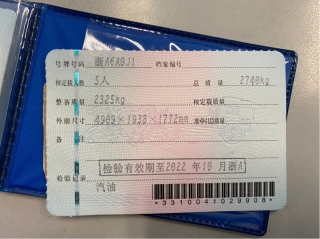 号牌号码 浙A6A8J1 档案编号
核定载人数 5人 总质量 2740kg
整备质量 2325kg 核定载质量
外廓尺寸 4909×1938×1772mm 准牵引总质量
备注
检验有效期至2022年10月浙A
检验记录
汽油
*3310041029908*